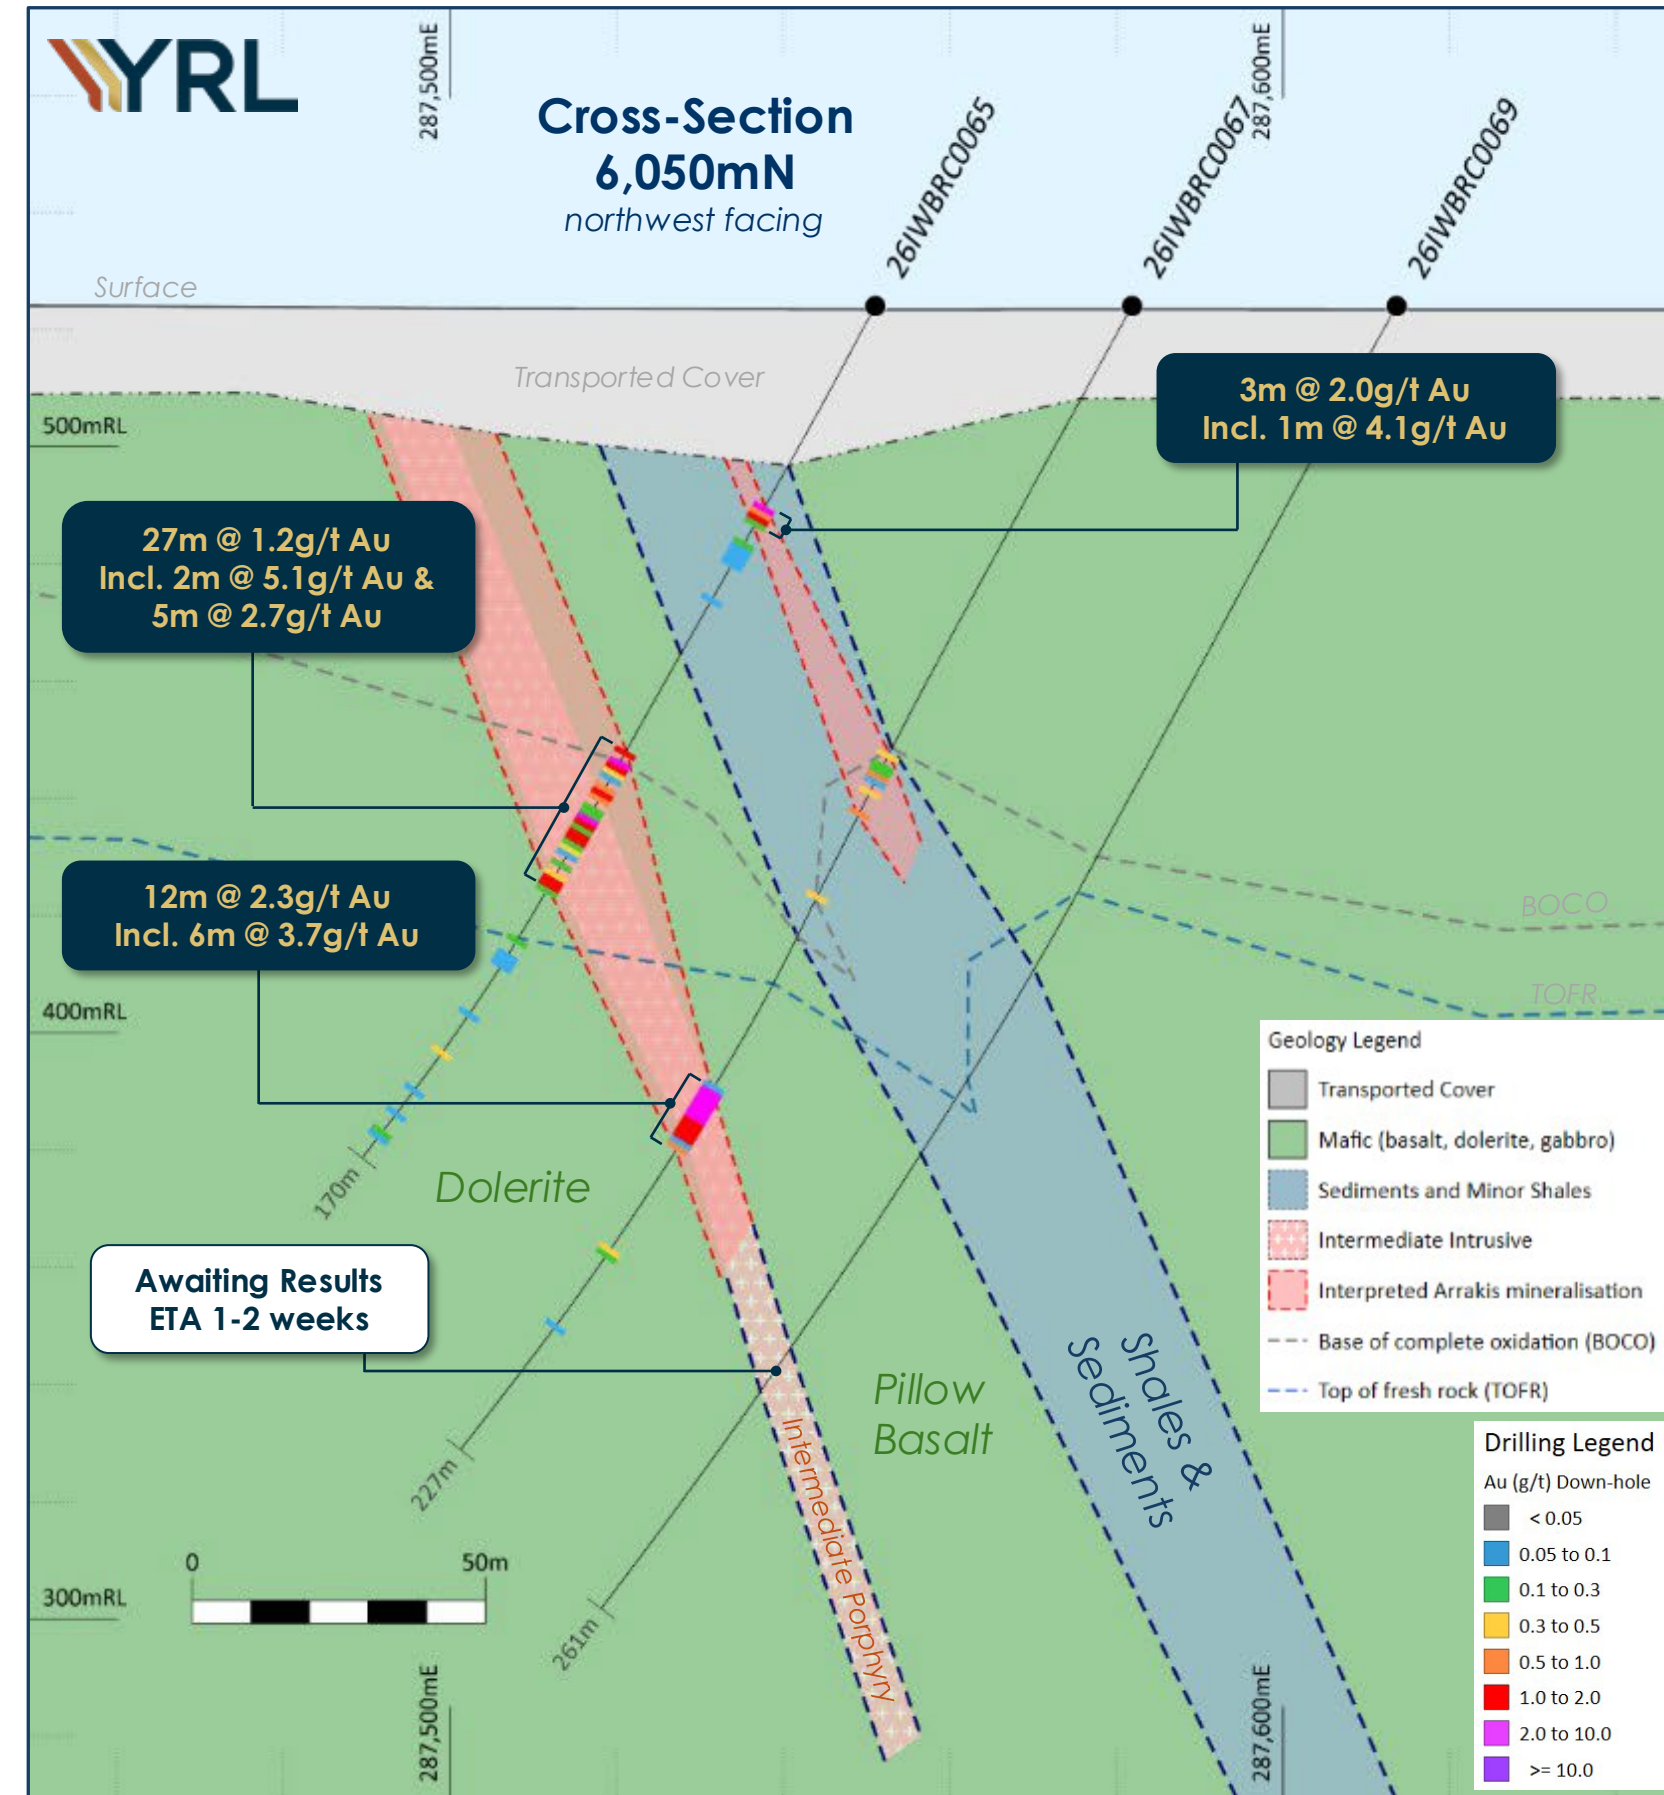 YRL
287,500mE
287,600mE
Cross-Section
6,050mN
northwest facing
26IWBRC0065
26IWBRC0067
26IWBRC0069
Surface
Transported Cover
3m @ 2.0g/t Au
Incl. 1m @ 4.1g/t Au
500mRL
27m @ 1.2g/t Au
Incl. 2m @ 5.1g/t Au &
5m @ 2.7g/t Au
12m @ 2.3g/t Au
Incl. 6m @ 3.7g/t Au
BOCO
TOFR
400mRL
170m
Dolerite
Awaiting Results
ETA 1-2 weeks
Pillow
Basalt
Shales &
Sediments
Intermediate Porphyry
227m
261m
0
50m
300mRL
287,500mE
287,600mE
Geology Legend
Transported Cover
Mafic (basalt, dolerite, gabbro)
Sediments and Minor Shales
Intermediate Intrusive
Interpreted Arrakis mineralisation
Base of complete oxidation (BOCO)
Top of fresh rock (TOFR)
Drilling Legend
Au (g/t) Down-hole
< 0.05
0.05 to 0.1
0.1 to 0.3
0.3 to 0.5
0.5 to 1.0
1.0 to 2.0
2.0 to 10.0
>= 10.0